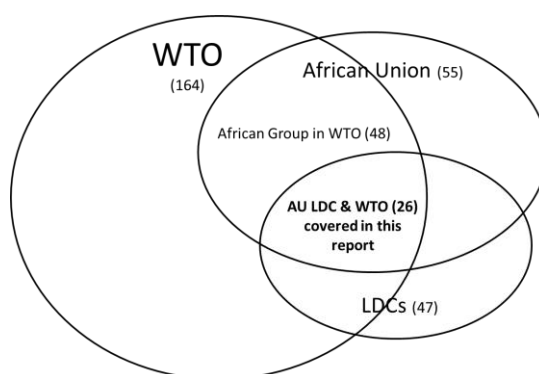 WTO
(164)
African Union (55)
African Group in WTO (48)
AU LDC & WTO (26)
covered in this
report
LDCs (47)